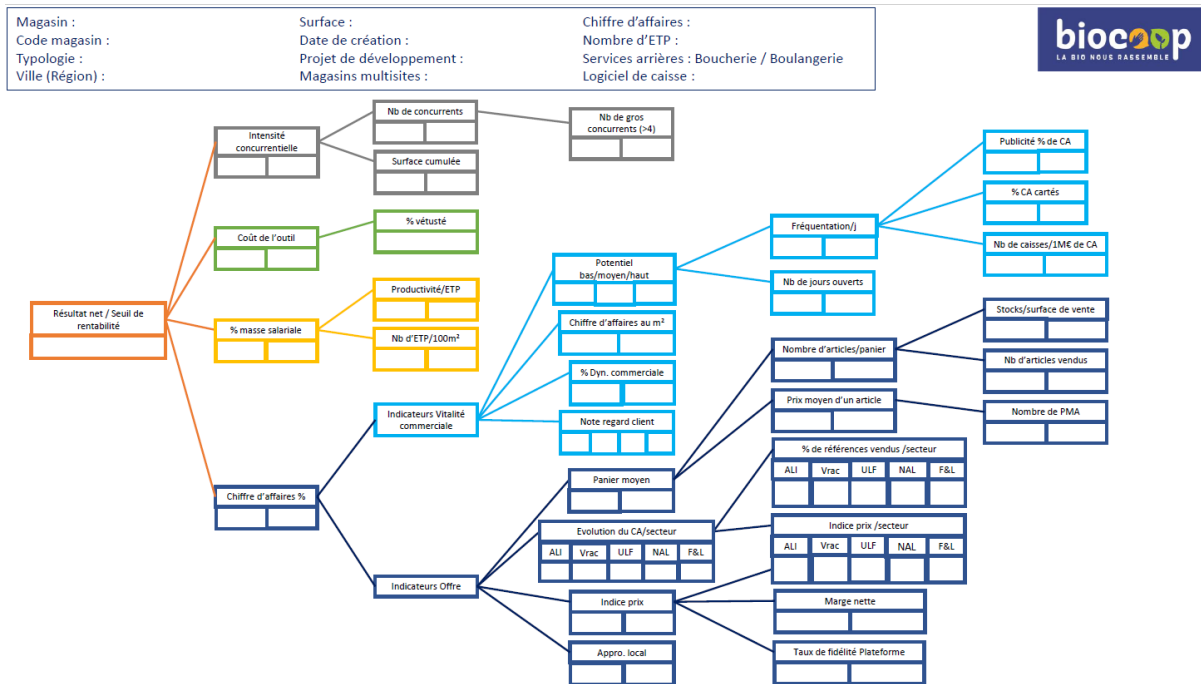 Magasin :
Code magasin :
Typologie :
Ville (Région) :
Surface :
Date de création :
Projet de développement :
Magasins multisites :
Chiffre d'affaires :
Nombre d'ETP :
Services arrières : Boucherie / Boulangerie
Logiciel de caisse :
biocoop
LA BIO NOUS RASSEMBLE
Résultat net / Seuil de
rentabilité
Intensité
concurrentielle
Nb de concurrents
Nb de gros
concurrents (>4)
Surface cumulée
Coût de l'outil
% vétusté
% masse salariale
Productivité/ETP
Nb d'ETP/100m²
Chiffre d'affaires %
Indicateurs Vitalité
commerciale
Potentiel
bas/moyen/haut
Fréquentation/j
Publicité % de CA
% CA cartés
Nb de caisses/1M€ de CA
Nb de jours ouverts
Chiffre d'affaires au m²
% Dyn. commerciale
Note regard client
Indicateurs Offre
Panier moyen
Nombre d'articles/panier
Stocks/surface de vente
Nb d'articles vendus
Prix moyen d'un article
Nombre de PMA
Evolution du CA/secteur
ALI Vrac ULF NAL F&L
% de références vendus /secteur
ALI Vrac ULF NAL F&L
Indice prix /secteur
ALI Vrac ULF NAL F&L
Indice prix
Marge nette
Taux de fidélité Plateforme
Appro. local